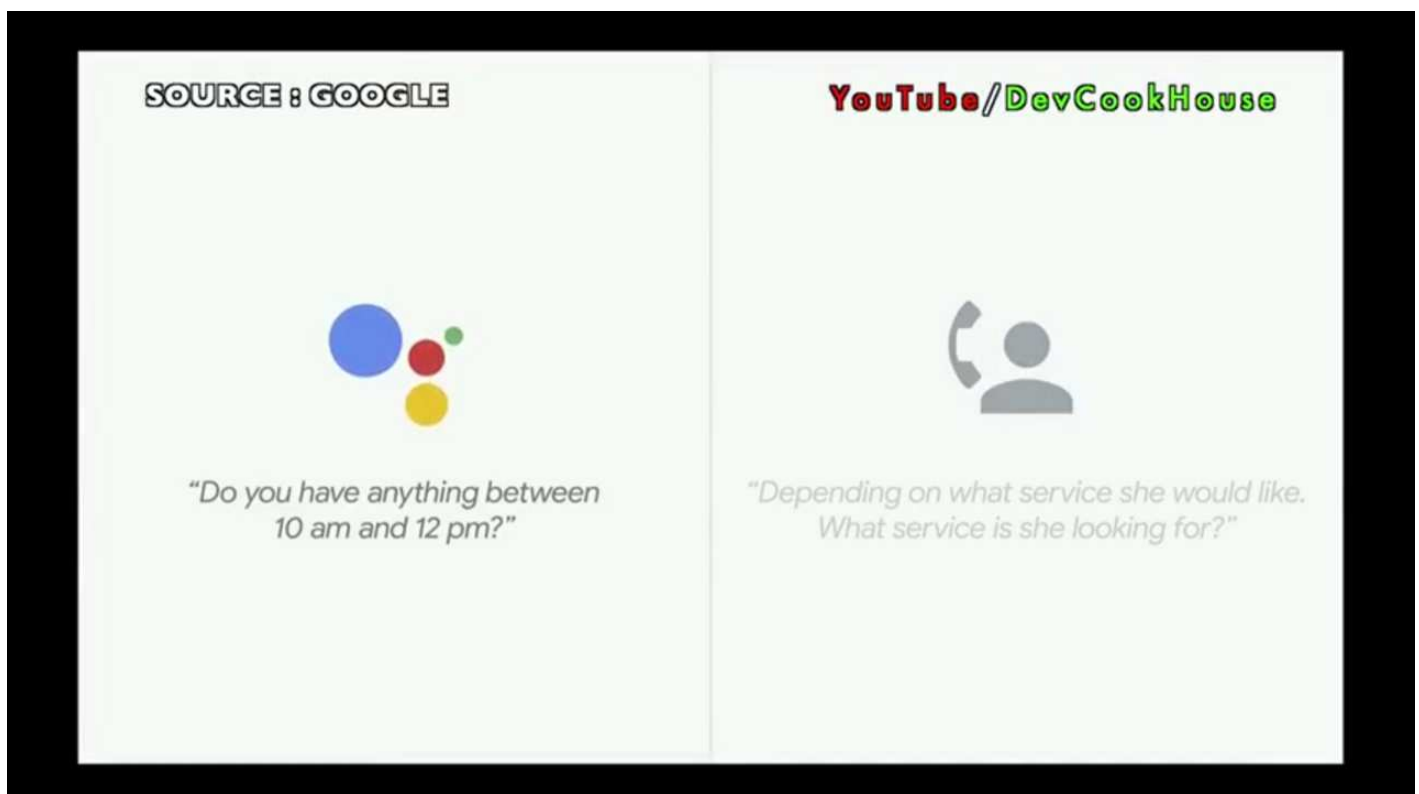 SOURCE : GOOGLE
YouTube/DevCookHouse
“Do you have anything between
10 am and 12 pm?”
“Depending on what service she would like.
What service is she looking for?”